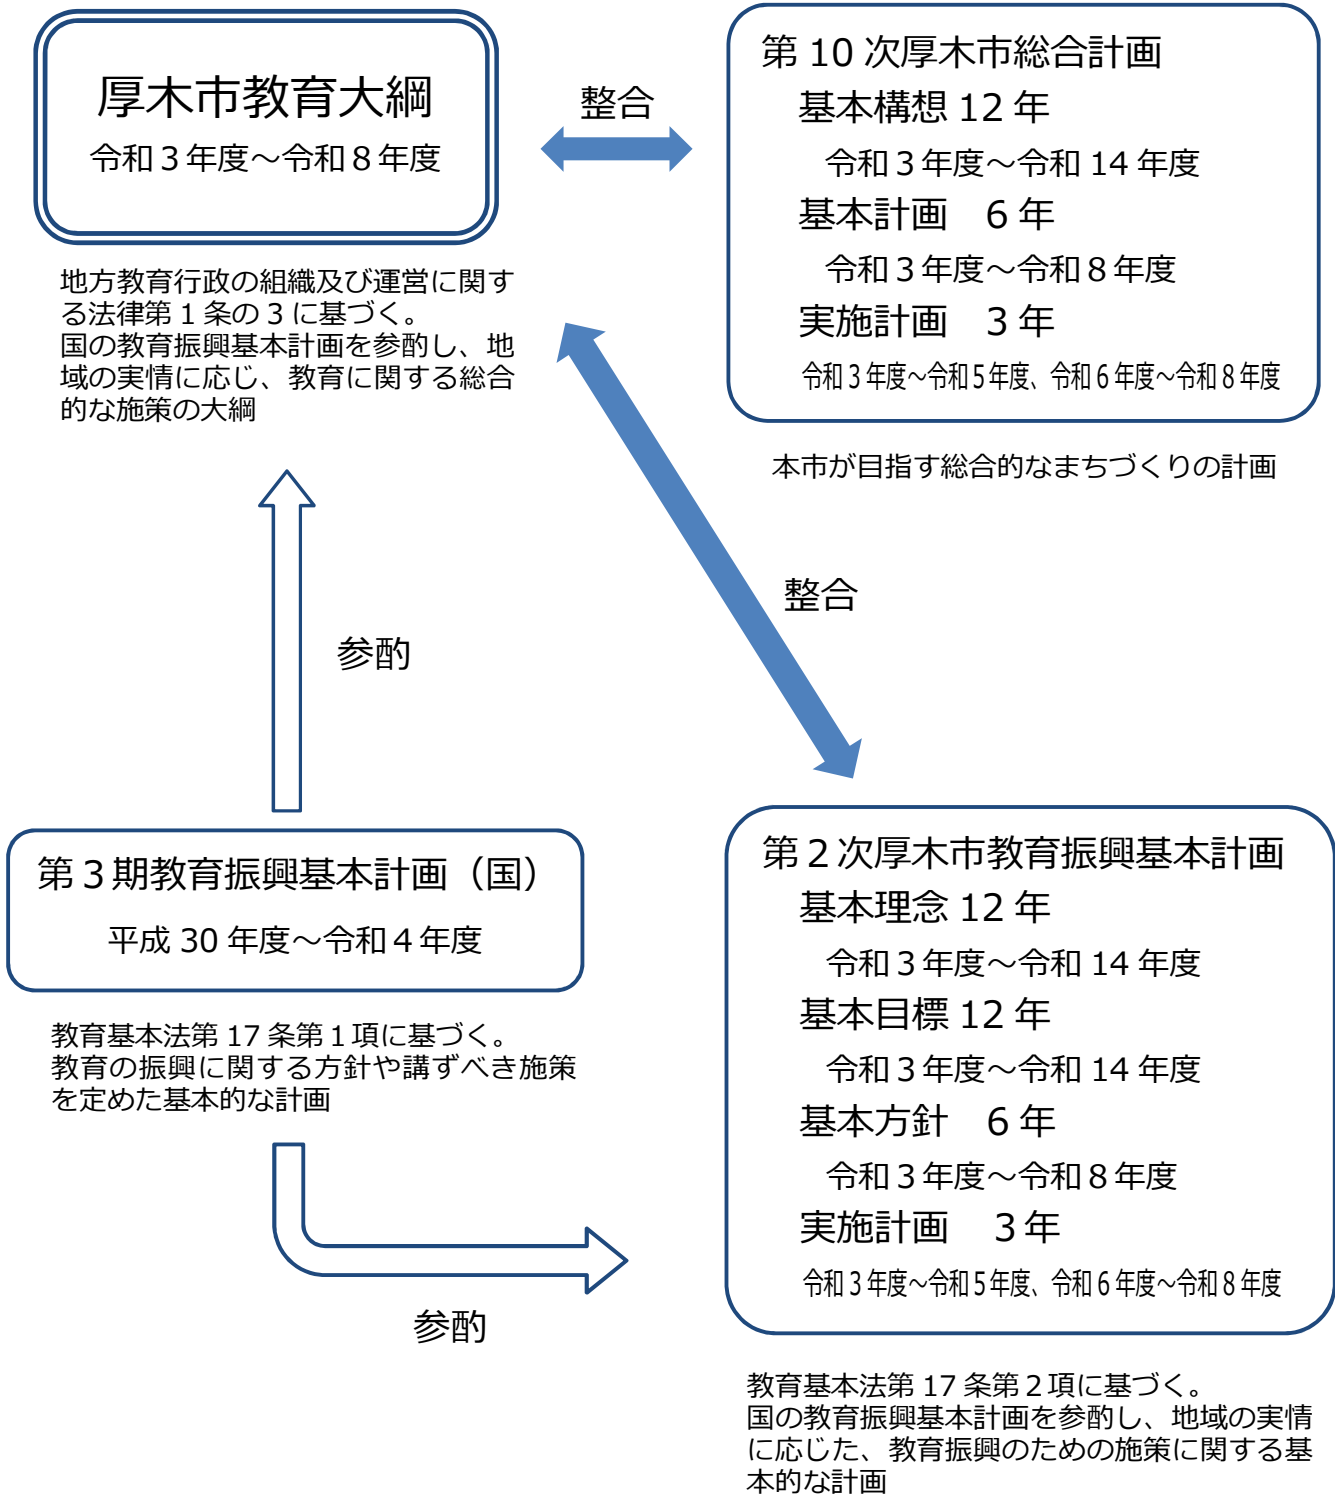 厚木市教育大綱
令和３年度～令和８年度
地方教育行政の組織及び運営に関す
る法律第１条の３に基づく。
国の教育振興基本計画を参酌し、地
域の実情に応じ、教育に関する総合
的な施策の大綱
整合
第 10 次厚木市総合計画
基本構想 12 年
令和３年度～令和 14 年度
基本計画　６年
令和３年度～令和８年度
実施計画　３年
令和３年度～令和５年度、令和６年度～令和８年度
本市が目指す総合的なまちづくりの計画
整合
参酌
第３期教育振興基本計画（国）
平成 30 年度～令和４年度
教育基本法第 17 条第１項に基づく。
教育の振興に関する方針や講ずべき施策
を定めた基本的な計画
参酌
第２次厚木市教育振興基本計画
基本理念 12 年
令和３年度～令和 14 年度
基本目標 12 年
令和３年度～令和 14 年度
基本方針　６年
令和３年度～令和８年度
実施計画　３年
令和３年度～令和５年度、令和６年度～令和８年度
教育基本法第 17 条第２項に基づく。
国の教育振興基本計画を参酌し、地域の実情
に応じた、教育振興のための施策に関する基
本的な計画